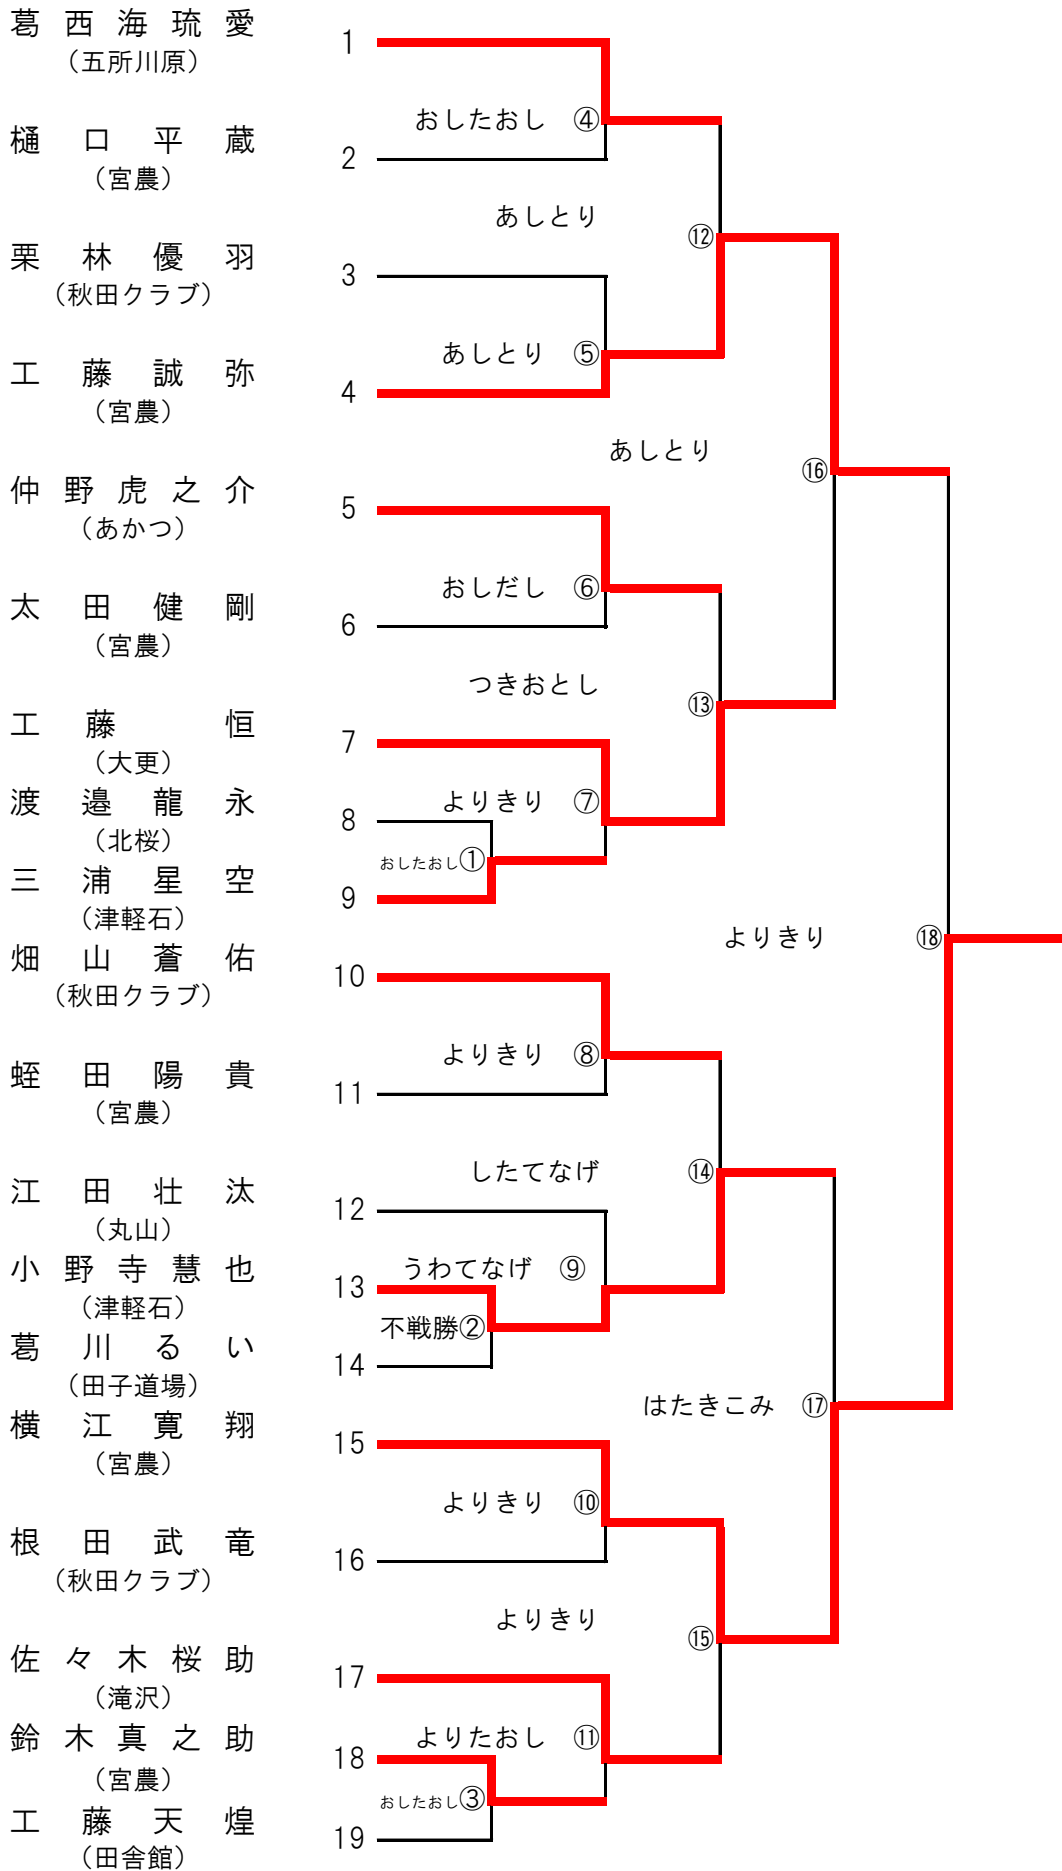 葛西海琉愛 1
（五所川原）
おしたおし ④
樋口平蔵 2
（宮農）
あしとり ⑫
栗林優羽 3
（秋田クラブ）
あしとり ⑤
工藤誠弥 4
（宮農）
あしとり ⑯
仲野虎之介 5
（あかつ）
おしだし ⑥
太田健剛 6
（宮農）
つきおとし ⑬
工藤恒 7
（大更）
よりきり ⑦
渡邉龍永 8
（北桜）
おしたおし ①
三浦星空 9
（津軽石）
よりきり ⑱
畑山蒼佑 10
（秋田クラブ）
よりきり ⑧
蛭田陽貴 11
（宮農）
したてなげ ⑭
江田壮汰 12
（丸山）
うわてなげ ⑨
小野寺慧也 13
（津軽石）
不戦勝 ②
葛川るい 14
（田子道場）
はたきこみ ⑰
横江寛翔 15
（宮農）
よりきり ⑩
根田武竜 16
（秋田クラブ）
よりきり ⑮
佐々木桜助 17
（滝沢）
よりたおし ⑪
鈴木真之助 18
（宮農）
おしたおし ③
工藤天煌 19
（田舎館）